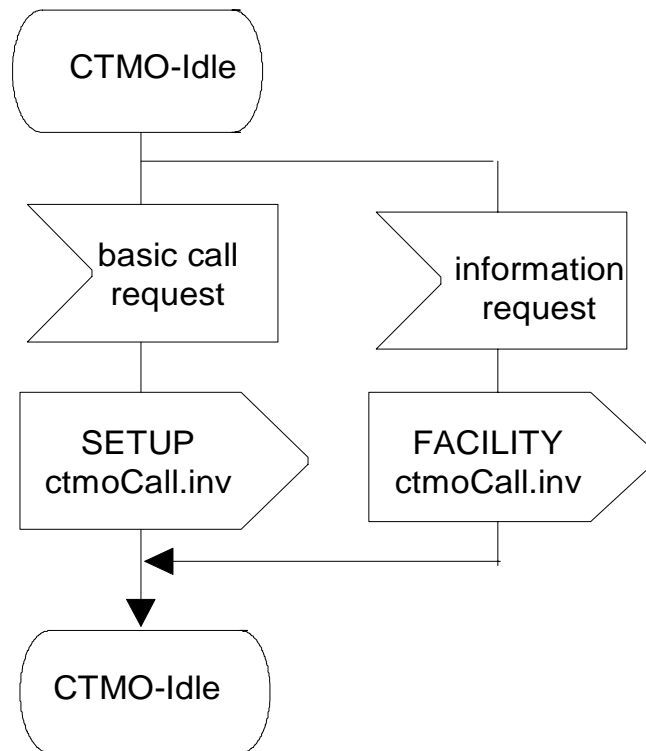 CTMO-Idle
basic call
request
information
request
SETUP
ctmoCall.inv
FACILITY
ctmoCall.inv
CTMO-Idle